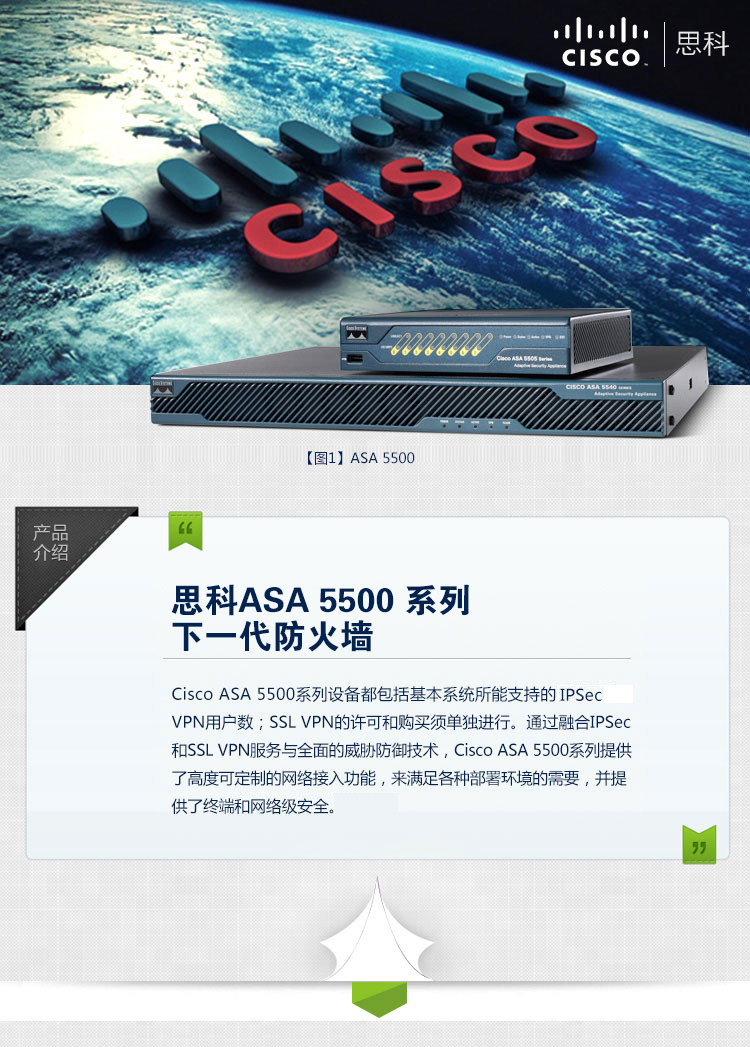 CISCO
思科
CISCO
CISCO SYSTEMS
Cisco ASA 5505 Series
Adaptive Security Appliance
CISCO SYSTEMS
CISCO ASA 5540 SERIES
Adaptive Security Appliance
【图1】ASA 5500
产品
介绍
思科ASA 5500 系列
下一代防火墙
Cisco ASA 5500系列设备都包括基本系统所能支持的 IPSec
VPN用户数；SSL VPN的许可和购买须单独进行。通过融合IPSec
和SSL VPN服务与全面的威胁防御技术，Cisco ASA 5500系列提供
了高度可定制的网络接入功能，来满足各种部署环境的需要，并提
供了终端和网络级安全。